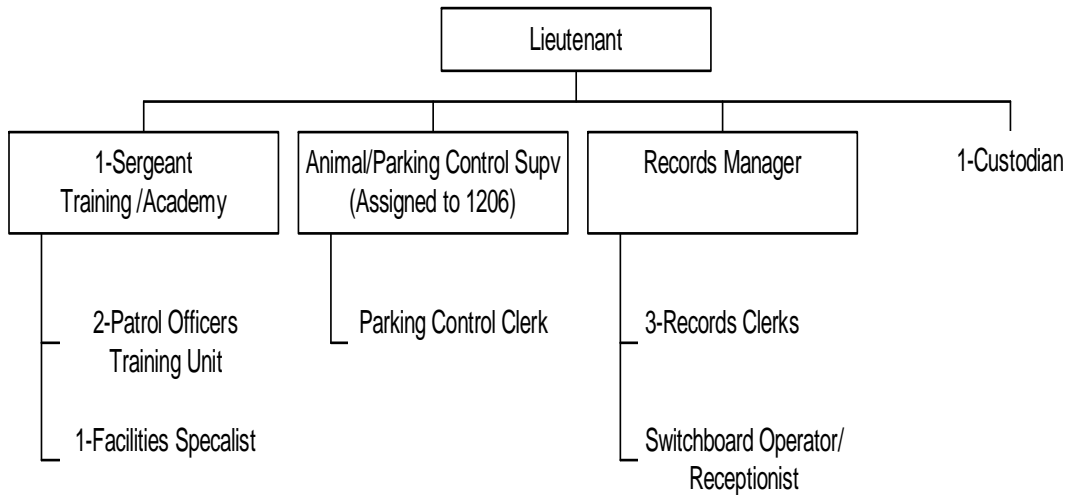 Lieutenant
1-Sergeant
Training /Academy
Animal/Parking Control Supv
(Assigned to 1206)
Records Manager
1-Custodian
2-Patrol Officers
Training Unit
Parking Control Clerk
3-Records Clerks
1-Facilities Specalist
Switchboard Operator/
Receptionist